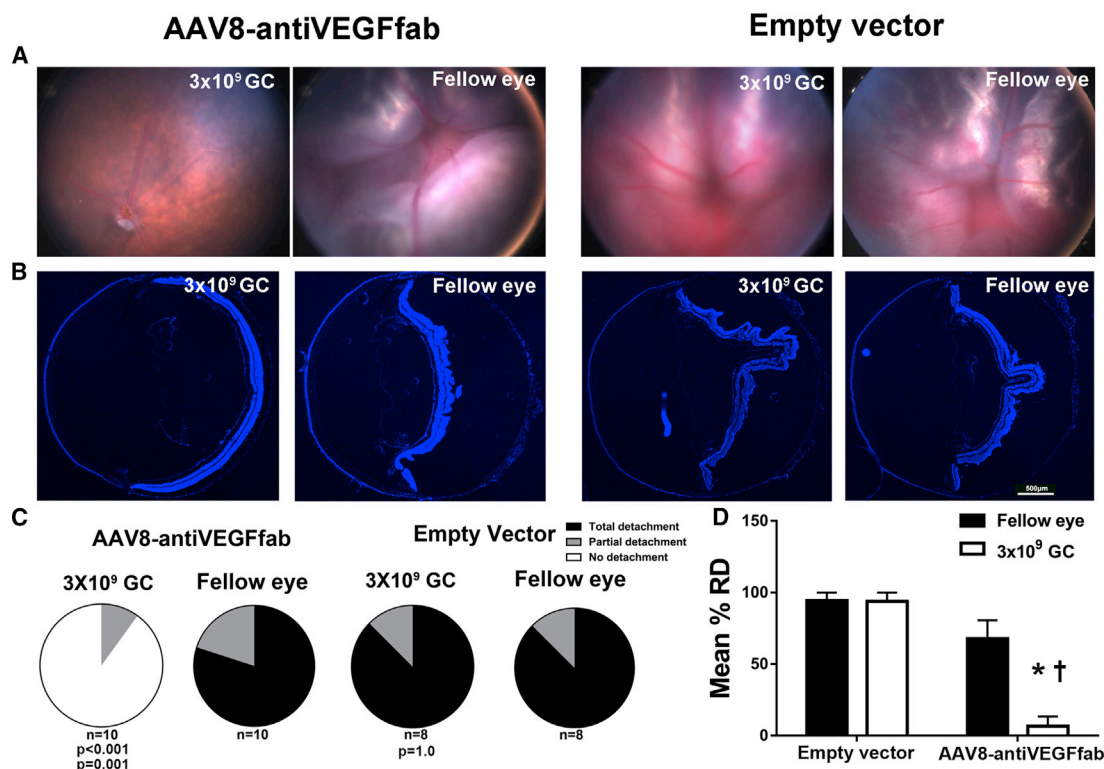 AAV8-antiVEGFfab
Empty vector
A
3x10⁹ GC
Fellow eye
3x10⁹ GC
Fellow eye
B
3x10⁹ GC
Fellow eye
3x10⁹ GC
Fellow eye
500µm
C
AAV8-antiVEGFfab
Empty Vector
Total detachment
Partial detachment
No detachment
3X10⁹ GC
Fellow eye
3X10⁹ GC
Fellow eye
n=10
p<0.001
p=0.001
n=10
n=8
p=1.0
n=8
D
Fellow eye
3x10⁹ GC
Mean % RD
150
100
50
0
* †
Empty vector
AAV8-antiVEGFfab